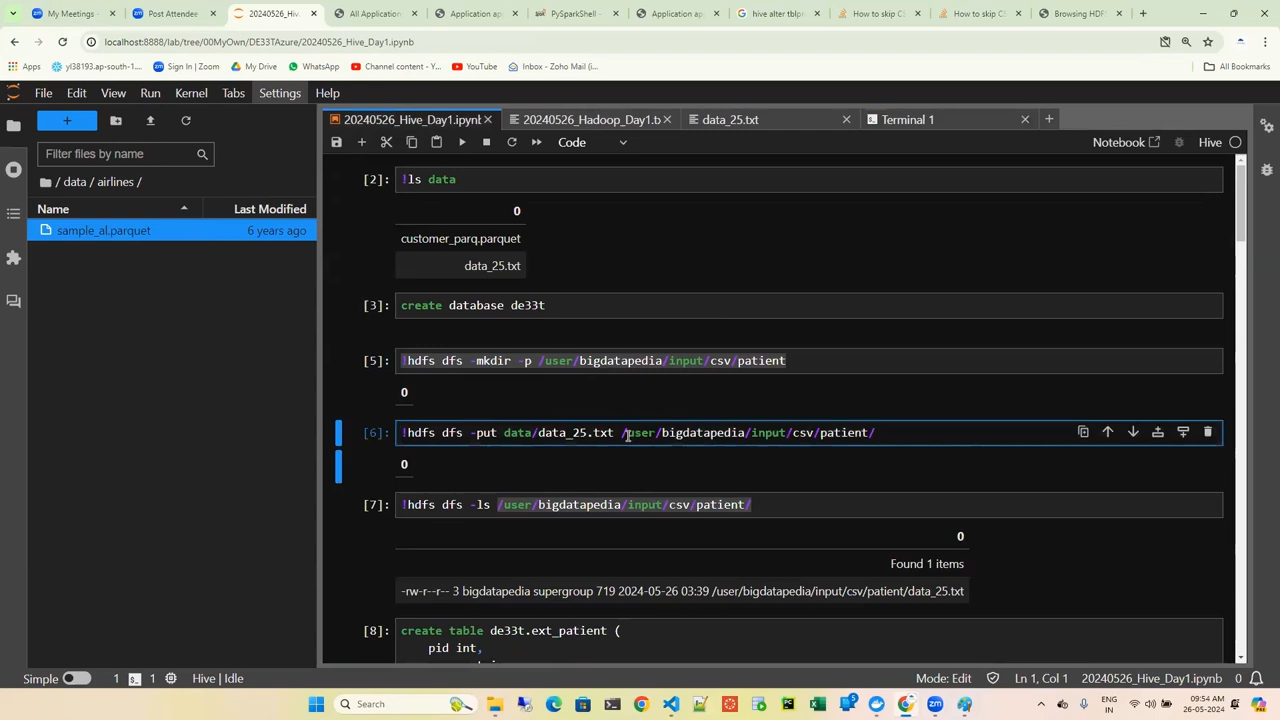 My Meetings -
Post Attendee
20240526_Hive
All Application
Application ap
PySparkShell -
Application ap
hive alter tblp
How to skip CS
How to skip CS
Browsing HDFS
localhost:8888/lab/tree/00MyOwn/DE33TAzure/20240526_Hive_Day1.ipynb
Apps
yl38193.ap-south-1....
Sign In | Zoom
My Drive
WhatsApp
Channel content - Y...
YouTube
Inbox - Zoho Mail (i...
All Bookmarks
File Edit View Run Kernel Tabs Settings Help
20240526_Hive_Day1.ipynl
20240526_Hadoop_Day1.t
data_25.txt
Terminal 1
Filter files by name
Code
Notebook
Hive
/ data / airlines /
Name Last Modified
sample_al.parquet 6 years ago
[2]: !ls data
0
customer_parq.parquet
data_25.txt
[3]: create database de33t
[5]: !hdfs dfs -mkdir -p /user/bigdatapedia/input/csv/patient
0
[6]: !hdfs dfs -put data/data_25.txt /user/bigdatapedia/input/csv/patient/
0
[7]: !hdfs dfs -ls /user/bigdatapedia/input/csv/patient/
0
Found 1 items
-rw-r--r-- 3 bigdatapedia supergroup 719 2024-05-26 03:39 /user/bigdatapedia/input/csv/patient/data_25.txt
[8]: create table de33t.ext_patient (
pid int,
Simple 1 1 Hive | Idle Mode: Edit Ln 1, Col 1 20240526_Hive_Day1.ipynb 0
Search
ENG
IN
09:54 AM
26-05-2024